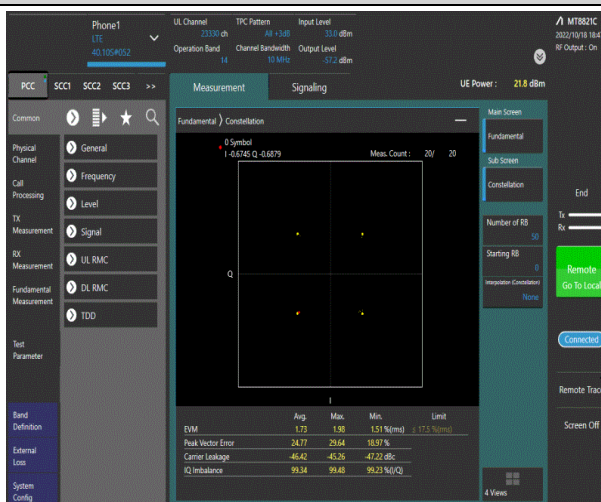 Phone1
LTE
40.105#052
UL Channel TPC Pattern Input Level
23330 ch All +3dB 33.0 dBm
Operation Band Channel Bandwidth Output Level
14 10 MHz -57.2 dBm
MT8821C
2022/10/18 18:47
RF Output : On
PCC SCC1 SCC2 SCC3 >>
Measurement Signaling
UE Power : 21.8 dBm
Common
Physical
Channel
Call
Processing
TX
Measurement
RX
Measurement
Fundamental
Measurement
Test
Parameter
Band
Definition
External
Loss
System
Config
General
Frequency
Level
Signal
UL RMC
DL RMC
TDD
Fundamental 〉 Constellation
0 Symbol
I -0.6745 Q -0.6879 Meas. Count : 20/ 20
Q
I
Avg. Max. Min. Limit
EVM 1.73 1.98 1.51 %(rms) ≤ 17.5 %(rms)
Peak Vector Error 24.77 29.64 18.97 %
Carrier Leakage -46.42 -45.26 -47.22 dBc
IQ Imbalance 99.34 99.48 99.23 %(I/Q)
Main Screen
Fundamental
Sub Screen
Constellation
Number of RB
50
Starting RB
0
Interpolation (Constellation)
None
4 Views
End
Tx
Rx
Remote
Go To Local
Connected
Remote Trac
Screen Off